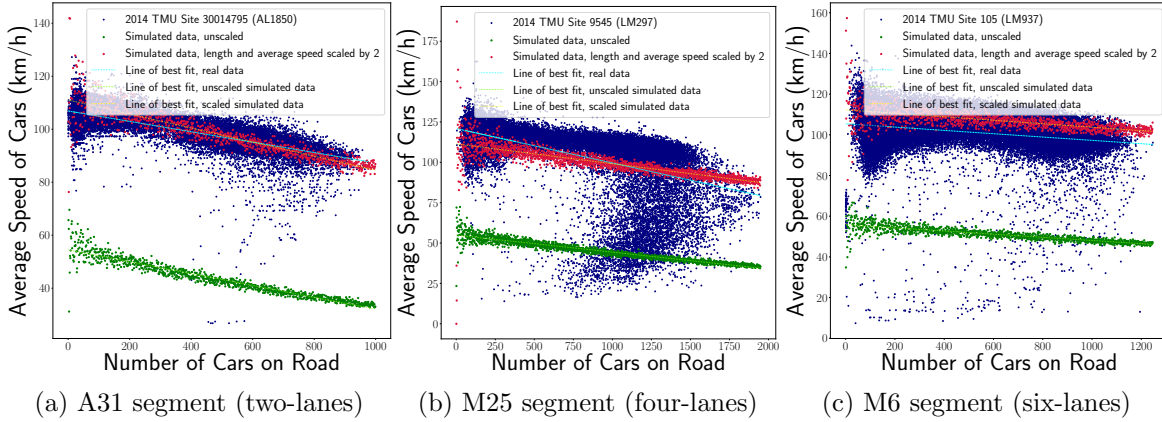 140
120
100
80
60
40
0
200
400
600
800
1000
Average Speed of Cars (km/h)
Number of Cars on Road
2014 TMU Site 30014795 (AL1850)
Simulated data, unscaled
Simulated data, length and average speed scaled by 2
Line of best fit, real data
Line of best fit, unscaled simulated data
Line of best fit, scaled simulated data
(a) A31 segment (two-lanes)
175
150
125
100
75
50
25
0
0
250
500
750
1000
1250
1500
1750
2000
Average Speed of Cars (km/h)
Number of Cars on Road
2014 TMU Site 9545 (LM297)
Simulated data, unscaled
Simulated data, length and average speed scaled by 2
Line of best fit, real data
Line of best fit, unscaled simulated data
Line of best fit, scaled simulated data
(b) M25 segment (four-lanes)
160
140
120
100
80
60
40
20
0
0
200
400
600
800
1000
1200
Average Speed of Cars (km/h)
Number of Cars on Road
2014 TMU Site 105 (LM937)
Simulated data, unscaled
Simulated data, length and average speed scaled by 2
Line of best fit, real data
Line of best fit, unscaled simulated data
Line of best fit, scaled simulated data
(c) M6 segment (six-lanes)